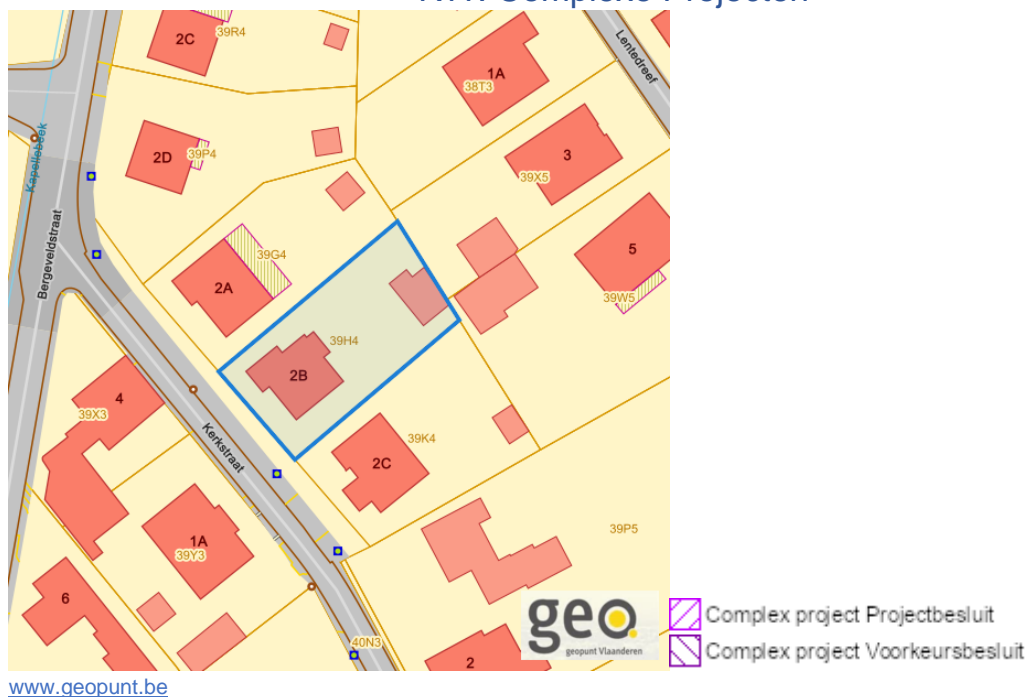 2C
39R4
Lentedreef
1A
38T3
Kapellebeek
2D
39P4
3
39X5
Bergeveldstraat
39G4
5
2A
39W5
39H4
2B
4
39X3
Kerkstraat
39K4
2C
39P5
1A
39Y3
6
geo
geopunt Vlaanderen
Complex project Projectbesluit
40N3
2
Complex project Voorkeursbesluit
www.geopunt.be